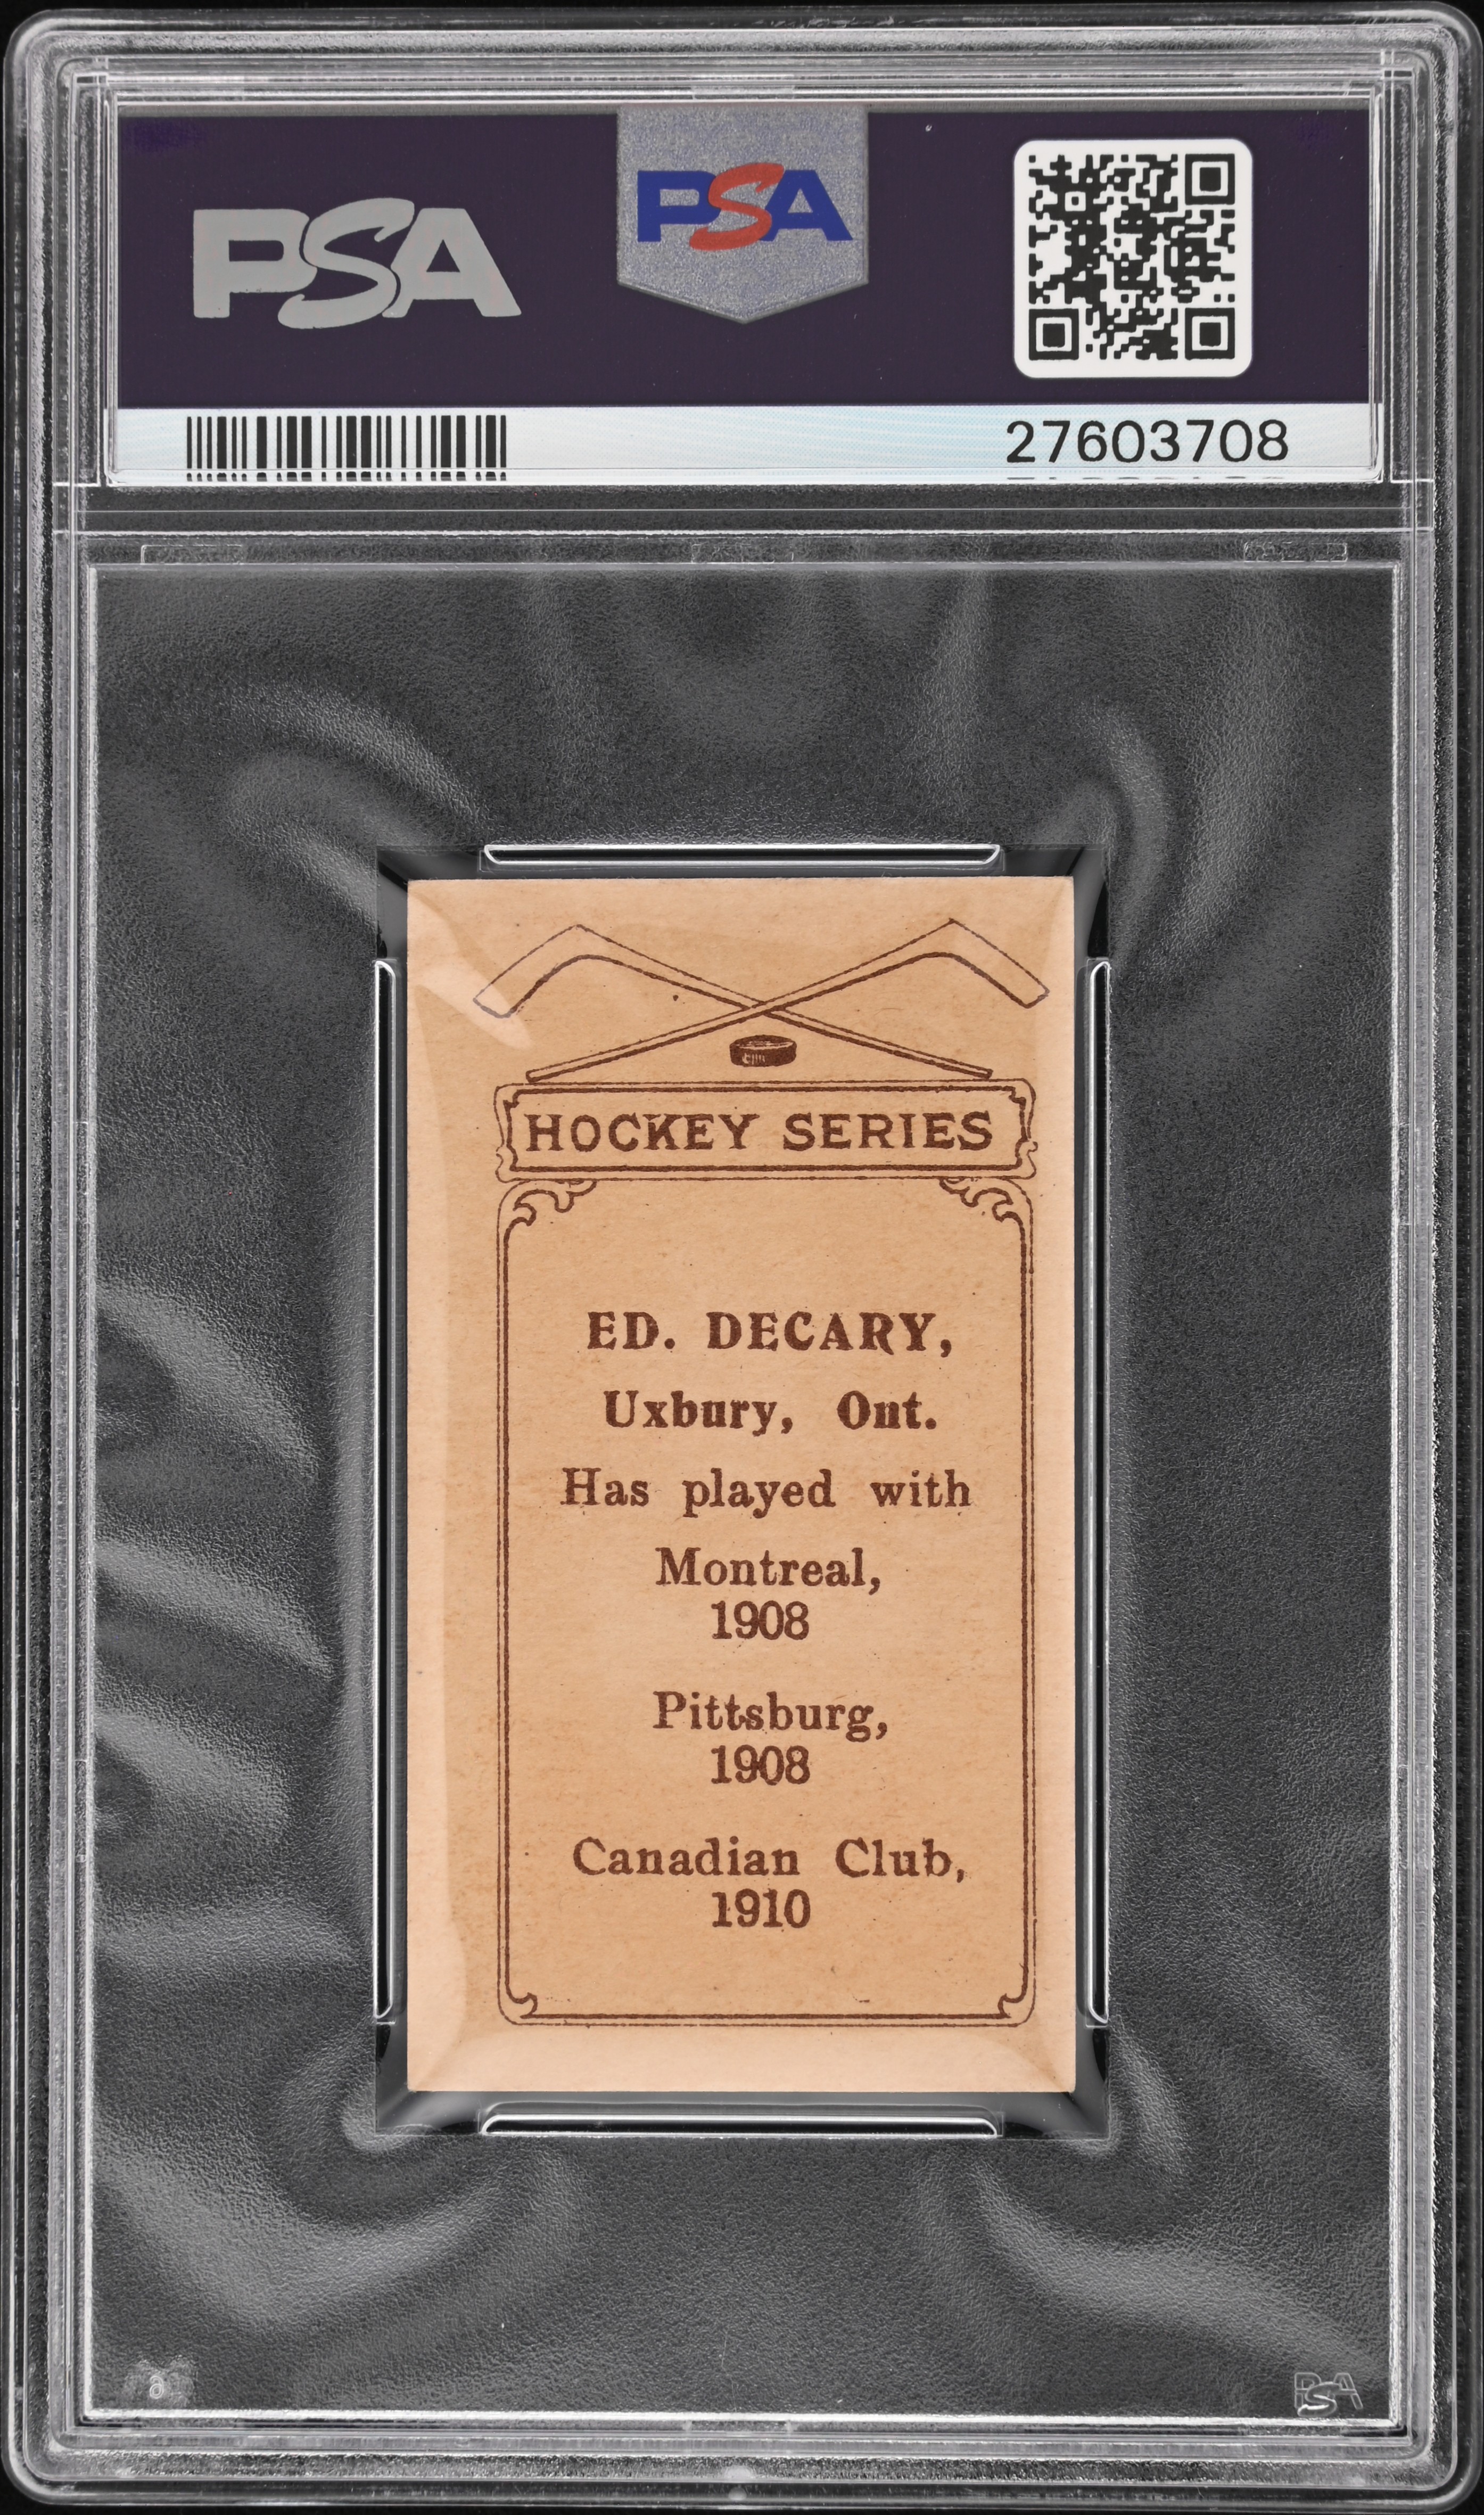 PSA
PSA
27603708
HOCKEY SERIES
ED. DECARY,
Uxbury, Ont.
Has played with
Montreal,
1908
Pittsburg,
1908
Canadian Club,
1910
PSA